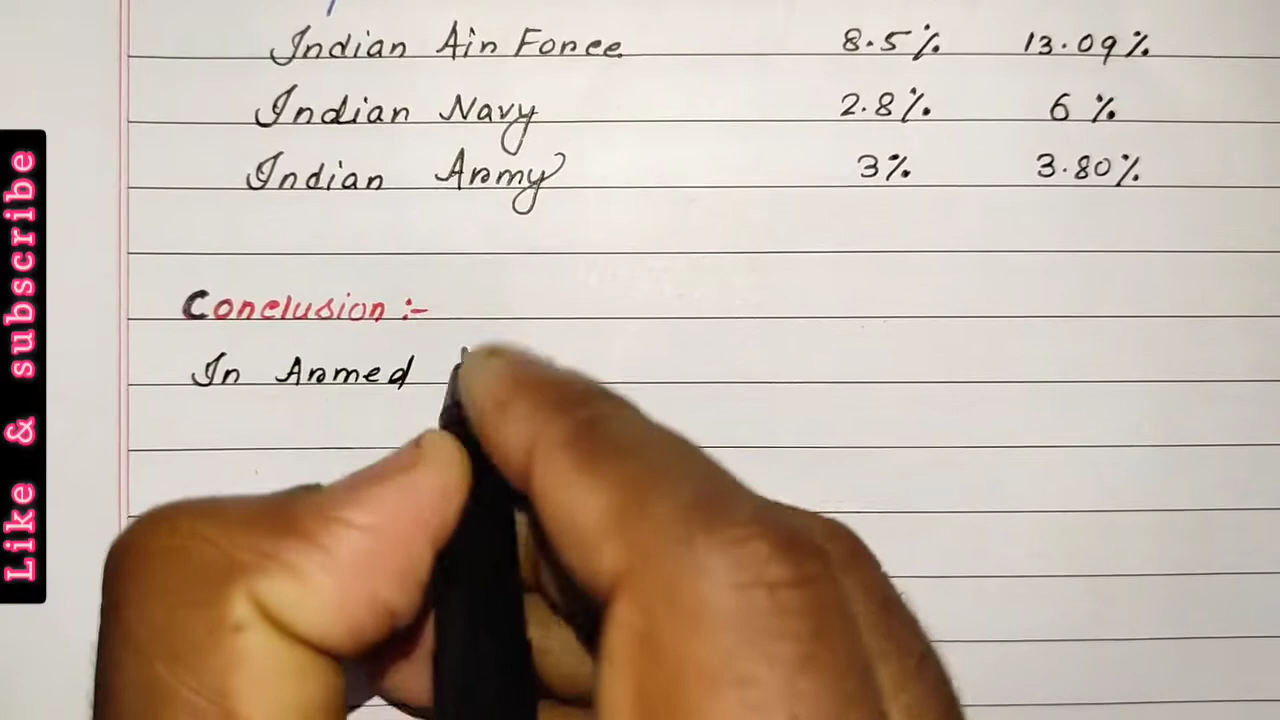 Indian Air Force 8.5% 13.09%
Indian Navy 2.8% 6%
Indian Army 3% 3.80%
Conclusion :-
In Armed
Like & subscribe